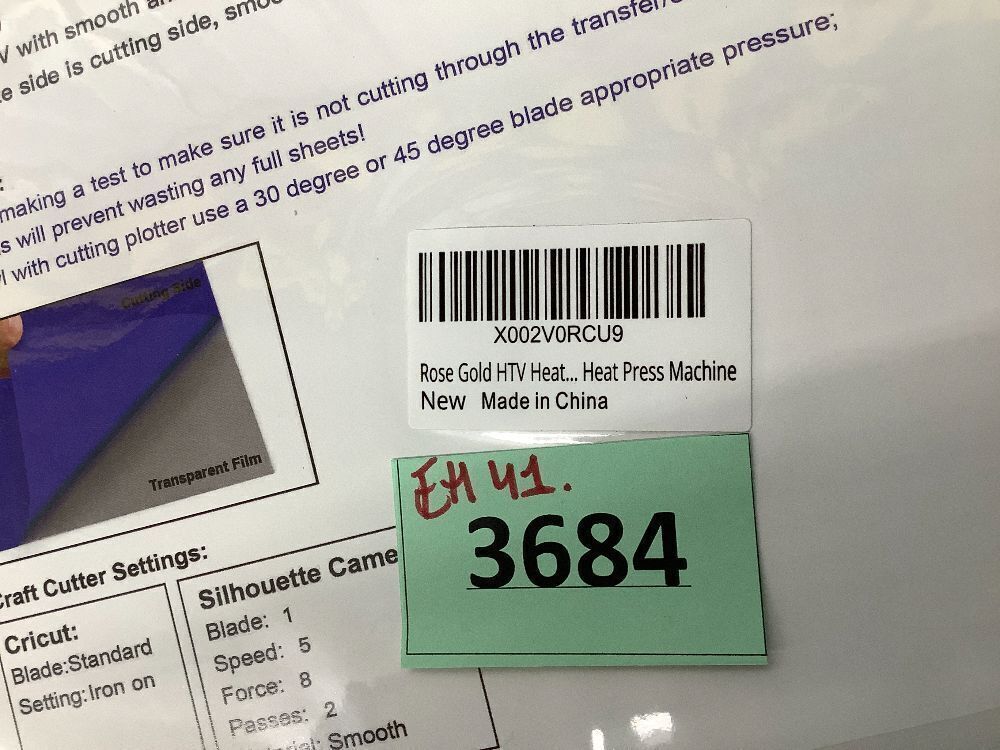 V with smooth
e side is cutting side,
:
making a test to make sure it is not cutting through the
s will prevent wasting any full sheets!
l with cutting plotter use a 30 degree or 45 degree blade appropriate pressure;
Cutting Side
Transparent Film
X002V0RCU9
Rose Gold HTV Heat... Heat Press Machine
New Made in China
EH 41.
3684
Craft Cutter Settings:
Cricut:
Blade:Standard
Setting:Iron on
Silhouette Came
Blade: 1
Speed: 5
Force: 8
Passes: 2
Smooth